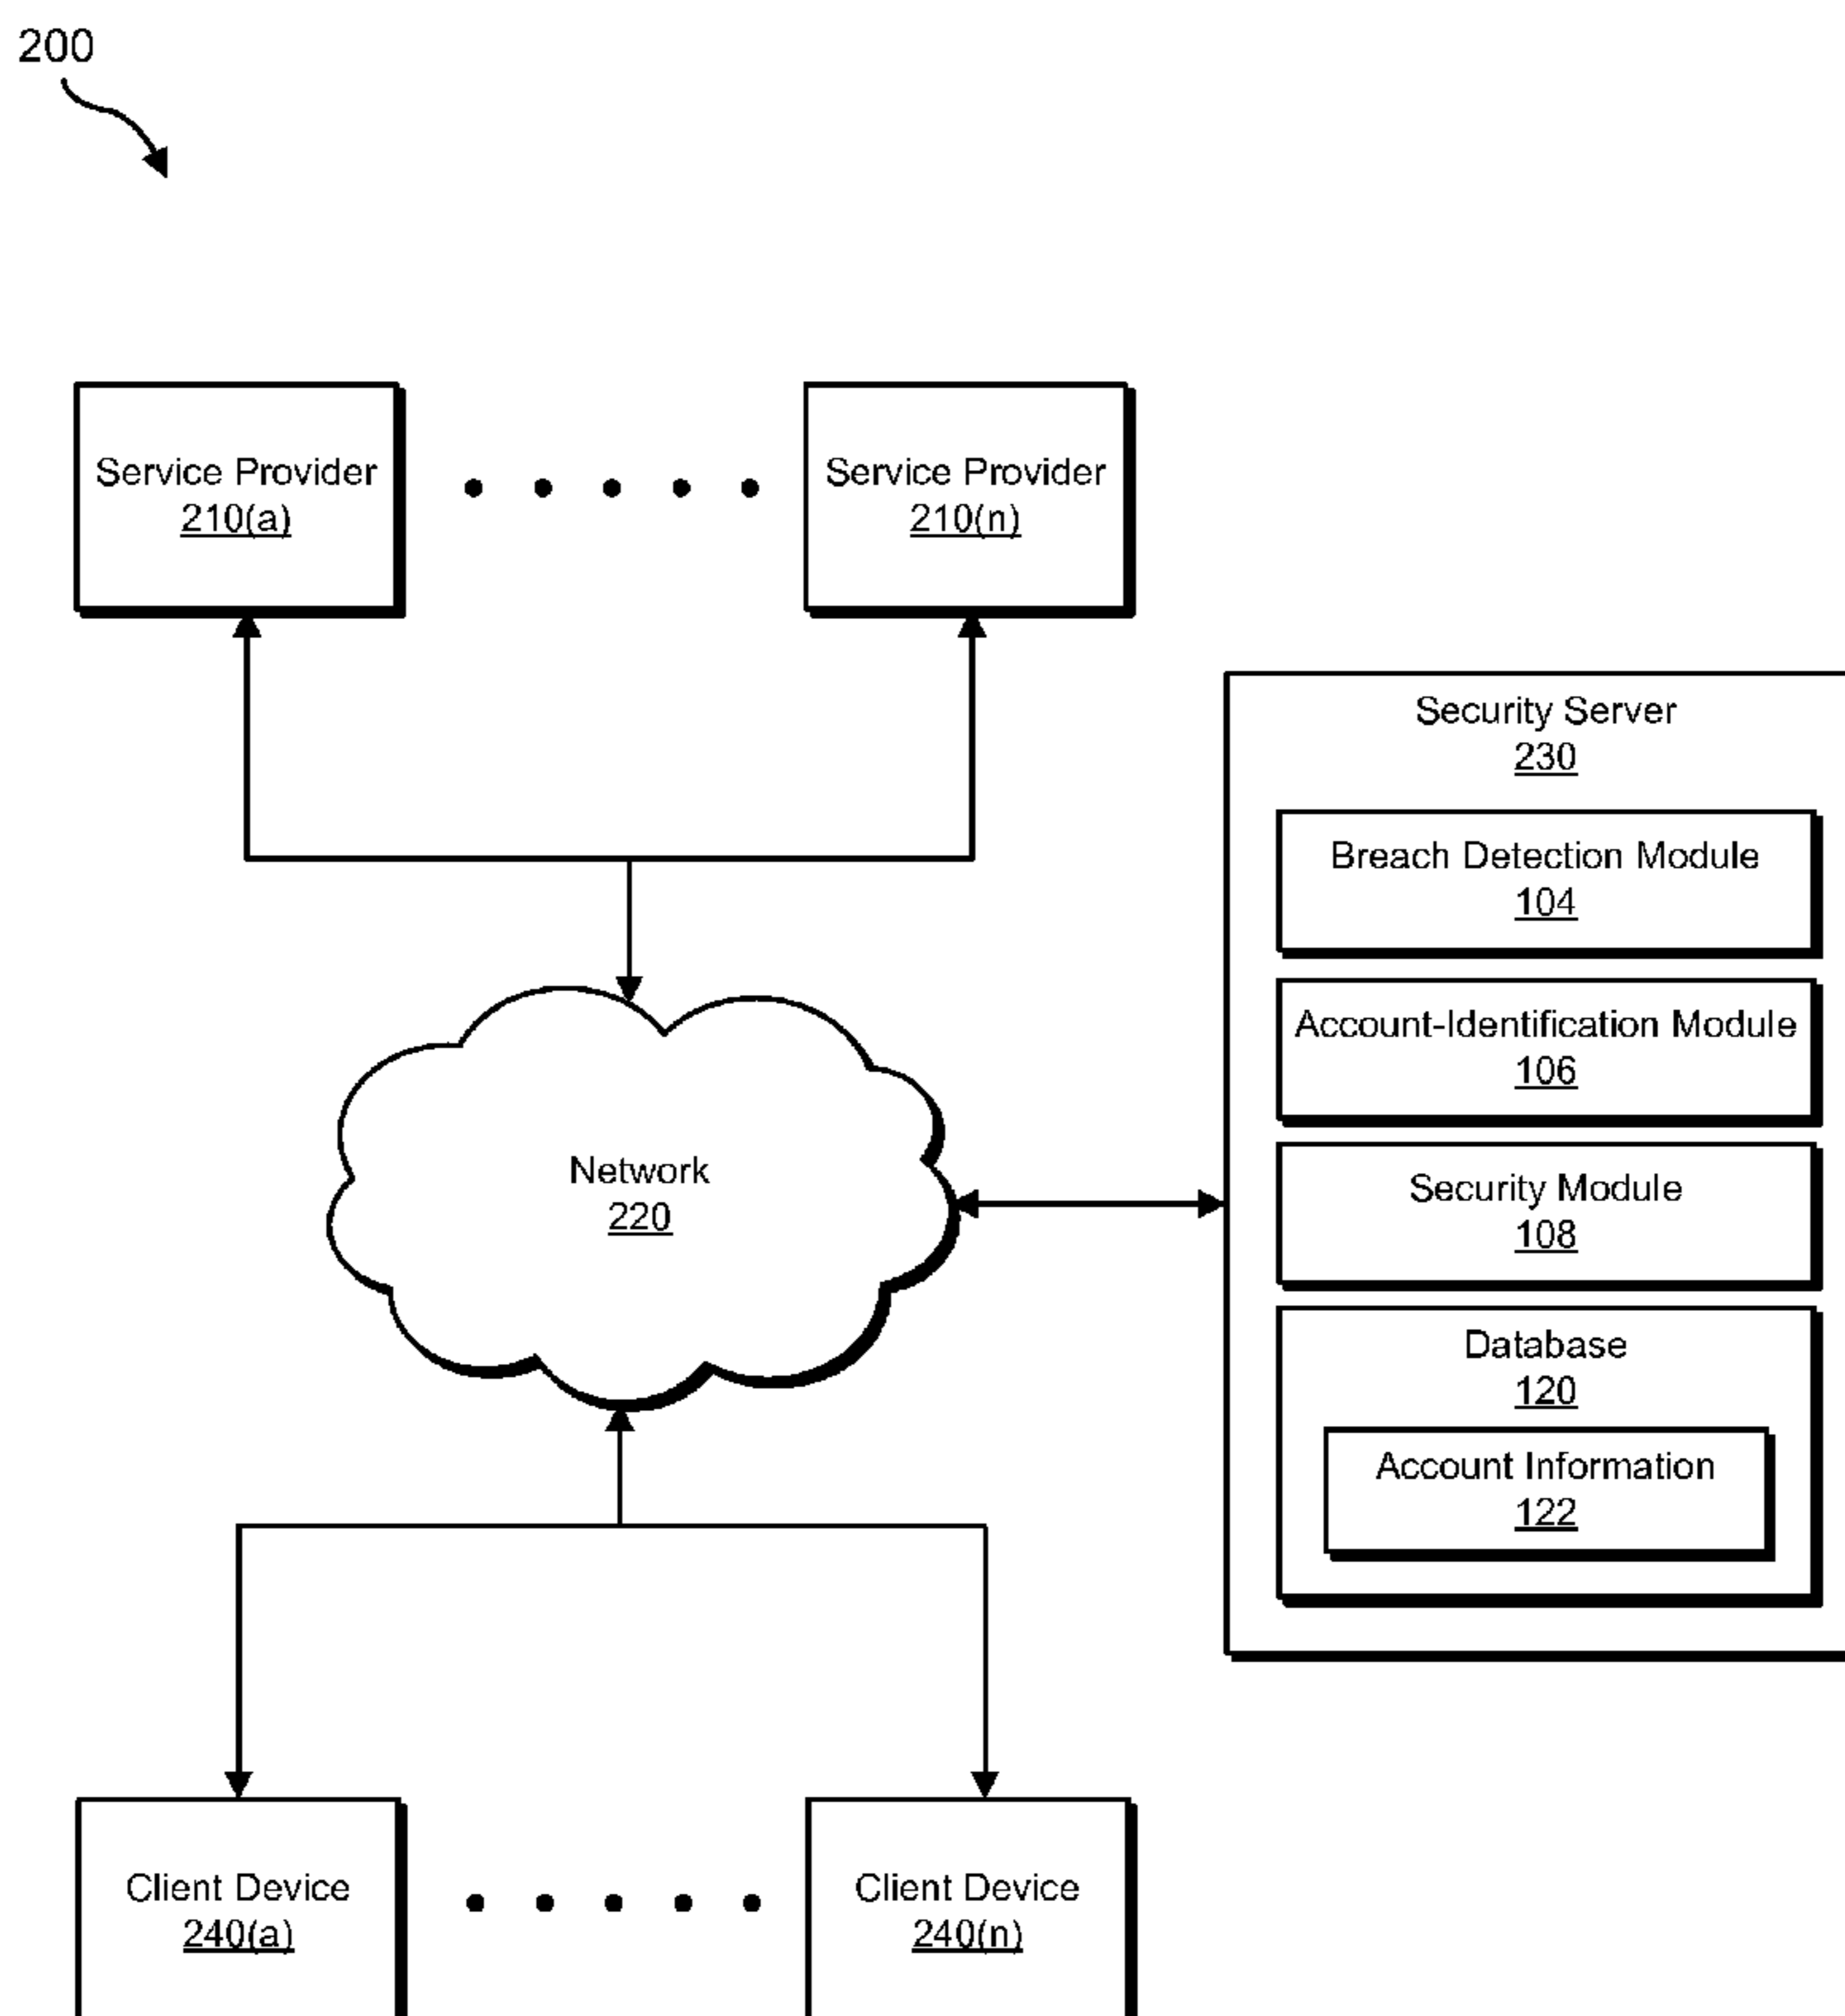 200
Service Provider
210(a)
Service Provider
210(n)
Security Server
230
Breach Detection Module
104
Account-Identification Module
106
Security Module
108
Database
120
Account Information
122
Network
220
Client Device
240(a)
Client Device
240(n)